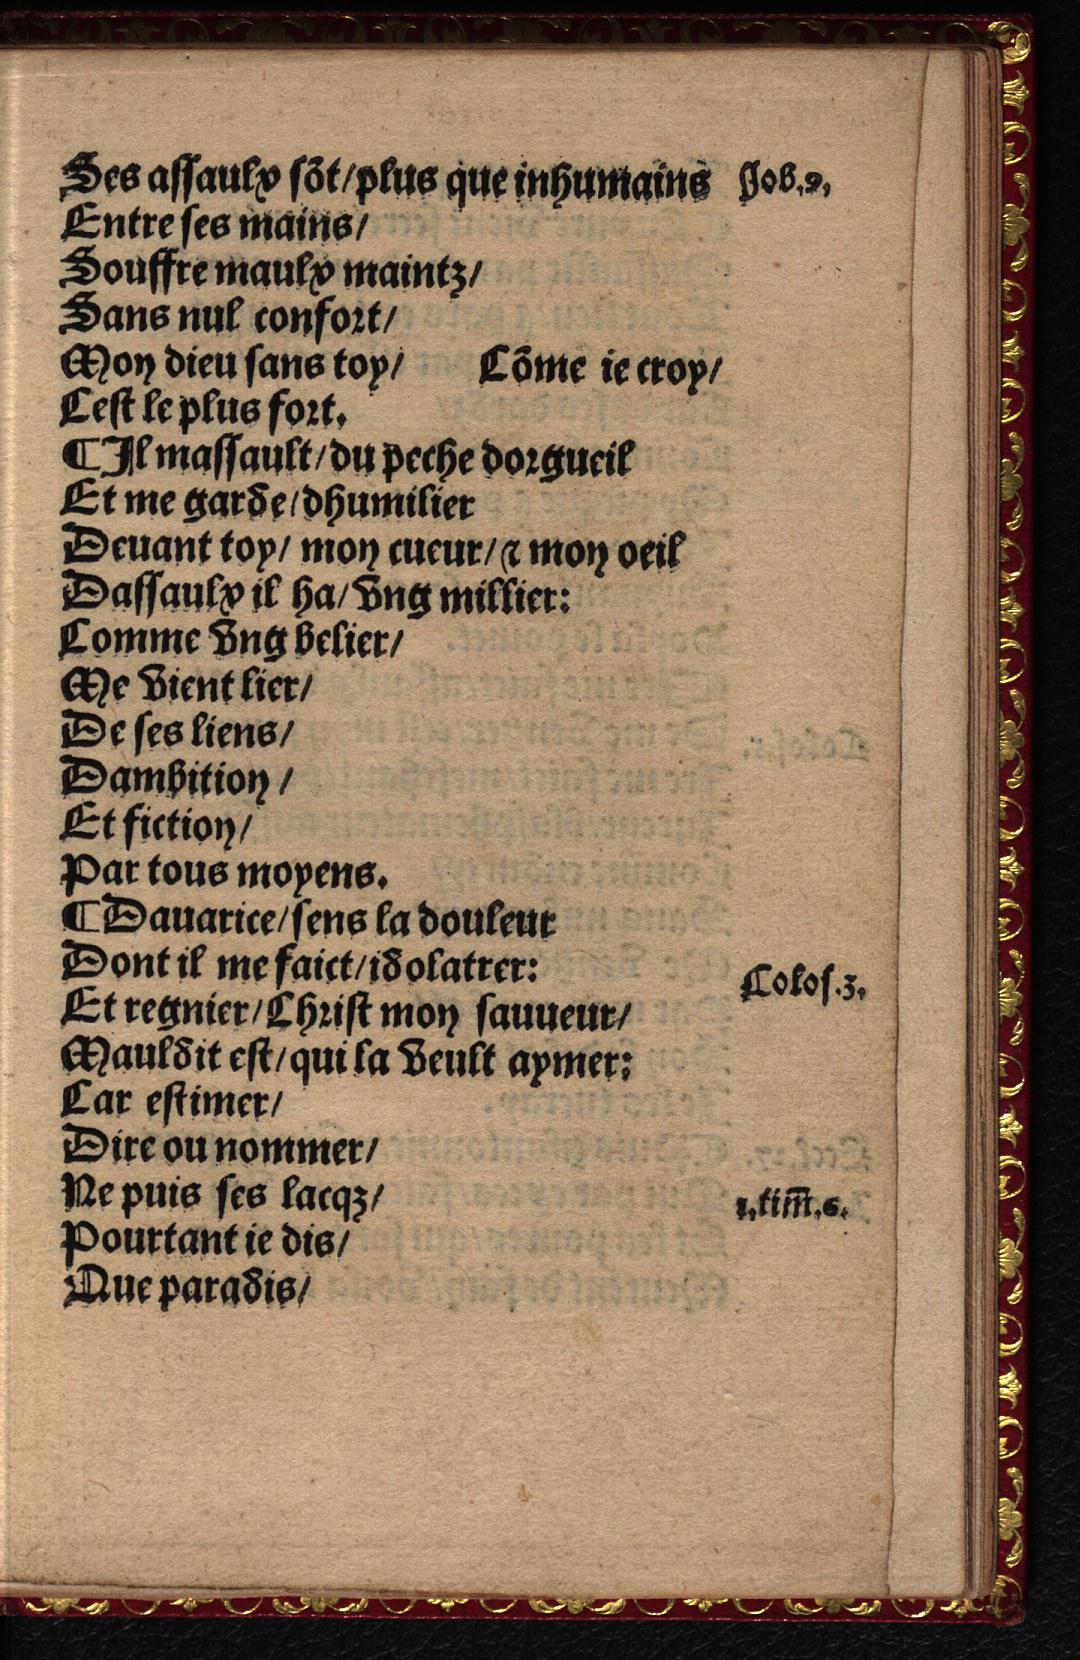 Ses aſſaulx ſõt/plus que inhumains Job.9.
Entre ſes mains/
Souffre maulx maintz/
Sans nul confort/
Mon dieu ſans toy/ Cõme ie croy/
Ceſt le plus fort.
¶Il maſſault/du peche dorgueil
Et me garde/dhumilier
Deuant toy/ mon cueur/⁊ mon oeil
Daſſaulx il ha/vng millier:
Comme vng belier/
Me vient lier/
De ſes liens/
Dambition /
Et fiction/
Par tous moyens.
¶Dauarice/ſens la douleur
Dont il me faict/idolatrer:
Coloſ.3.
Et regnier/Chriſt mon ſauueur/
Mauldit eſt/qui la veult aymer:
Car eſtimer/
Dire ou nommer/
Ne puis ſes lacqz/
1.tim̃.6.
Pourtant ie dis/
Que paradis/